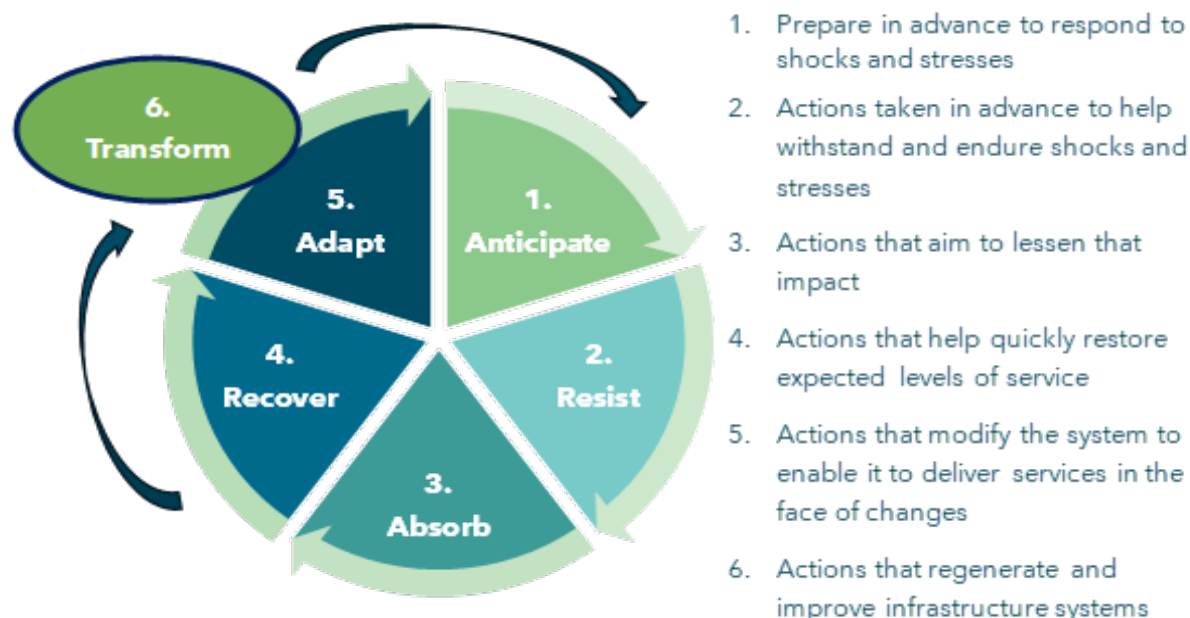 6.
Transform
5.
Adapt
1.
Anticipate
4.
Recover
2.
Resist
3.
Absorb
1. Prepare in advance to respond to
shocks and stresses
2. Actions taken in advance to help
withstand and endure shocks and
stresses
3. Actions that aim to lessen that
impact
4. Actions that help quickly restore
expected levels of service
5. Actions that modify the system to
enable it to deliver services in the
face of changes
6. Actions that regenerate and
improve infrastructure systems